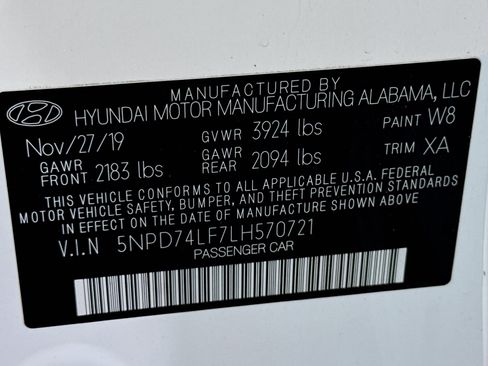 MANUFACTURED BY
HYUNDAI MOTOR MANUFACTURING ALABAMA, LLC
Nov/27/19 GVWR 3924 lbs PAINT W8
GAWR FRONT 2183 lbs GAWR REAR 2094 lbs TRIM XA
THIS VEHICLE CONFORMS TO ALL APPLICABLE U.S.A. FEDERAL
MOTOR VEHICLE SAFETY, BUMPER, AND THEFT PREVENTION STANDARDS
IN EFFECT ON THE DATE OF MANUFACTURE SHOWN ABOVE.
V.I.N 5NPD74LF7LH570721
PASSENGER CAR